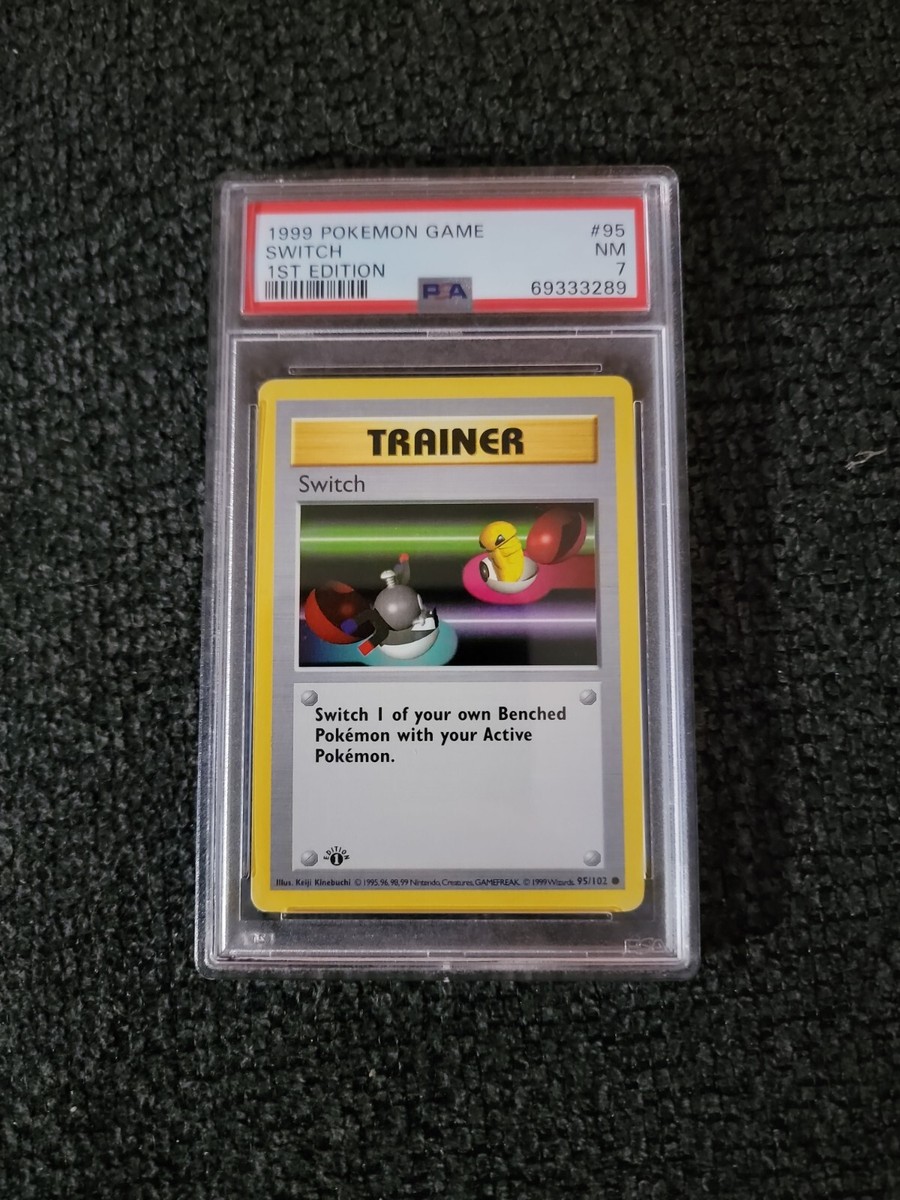 1999 POKEMON GAME #95
SWITCH NM
1ST EDITION 7
PSA 69333289
TRAINER
Switch
Switch 1 of your own Benched
Pokémon with your Active
Pokémon.
EDITION
1
Illus. Keiji Kinebuchi © 1995, 96, 98, 99 Nintendo, Creatures, GAMEFREAK. © 1999 Wizards. 95/102 ●